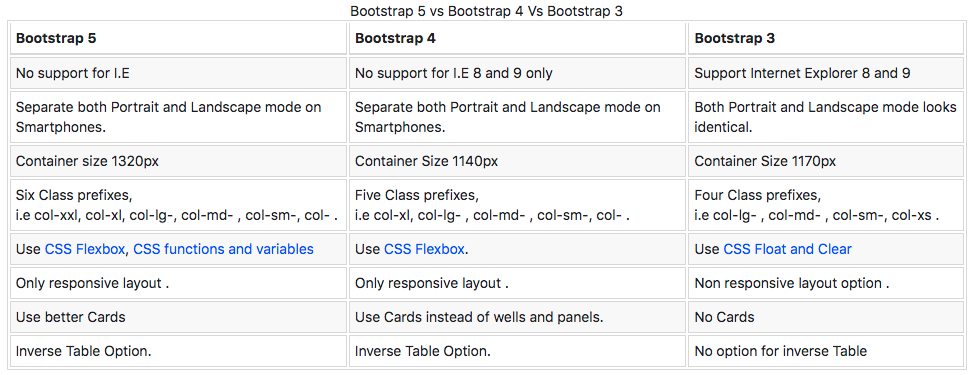 Bootstrap 5 vs Bootstrap 4 Vs Bootstrap 3
Bootstrap 5 Bootstrap 4 Bootstrap 3
No support for I.E No support for I.E 8 and 9 only Support Internet Explorer 8 and 9
Separate both Portrait and Landscape mode on Separate both Portrait and Landscape mode on Both Portrait and Landscape mode looks
Smartphones. Smartphones. identical.
Container size 1320px Container Size 1140px Container Size 1170px
Six Class prefixes, Five Class prefixes, Four Class prefixes,
i.e col-xxl, col-xl, col-lg-, col-md- , col-sm-, col- . i.e col-xl, col-lg- , col-md- , col-sm-, col- . i.e col-lg- , col-md- , col-sm-, col-xs .
Use CSS Flexbox, CSS functions and variables Use CSS Flexbox. Use CSS Float and Clear
Only responsive layout . Only responsive layout . Non responsive layout option .
Use better Cards Use Cards instead of wells and panels. No Cards
Inverse Table Option. Inverse Table Option. No option for inverse Table